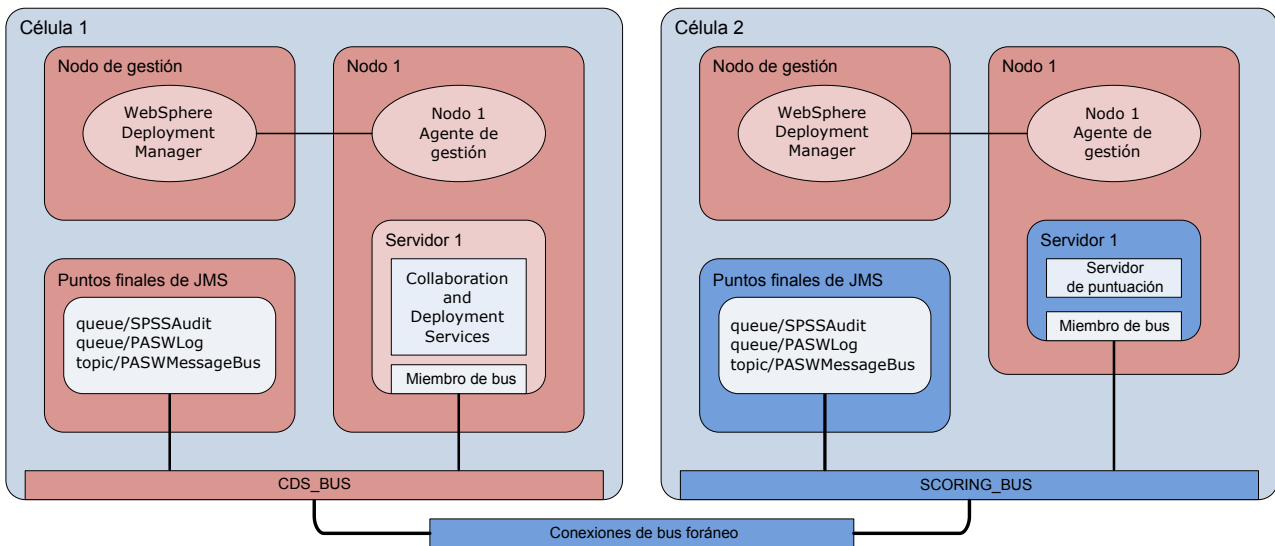 Célula 1
Nodo de gestión
WebSphere
Deployment
Manager
Nodo 1
Nodo 1
Agente de
gestión
Servidor 1
Collaboration
and
Deployment
Services
Miembro de bus
Puntos finales de JMS
queue/SPSSAudit
queue/PASWLog
topic/PASWMessageBus
CDS_BUS
Célula 2
Nodo de gestión
WebSphere
Deployment
Manager
Nodo 1
Nodo 1
Agente de
gestión
Servidor 1
Servidor
de puntuación
Miembro de bus
Puntos finales de JMS
queue/SPSSAudit
queue/PASWLog
topic/PASWMessageBus
SCORING_BUS
Conexiones de bus foráneo